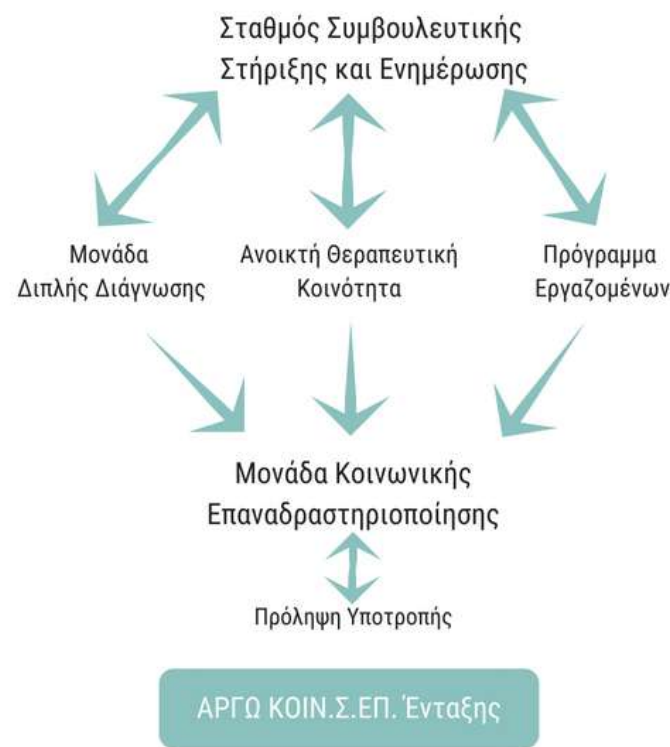 Σταθμός Συμβουλευτικής
Στήριξης και Ενημέρωσης
Μονάδα
Διπλής Διάγνωσης
Ανοικτή Θεραπευτική
Κοινότητα
Πρόγραμμα
Εργαζομένων
Μονάδα Κοινωνικής
Επαναδραστηριοποίησης
Πρόληψη Υποτροπής
ΑΡΓΩ ΚΟΙΝ.Σ.ΕΠ. Ένταξης